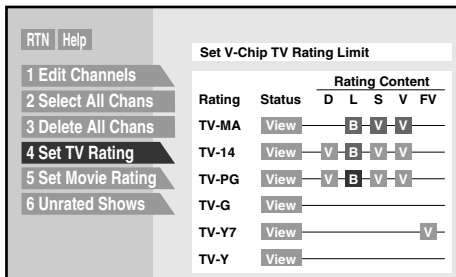 RTN Help
Set V-Chip TV Rating Limit
1 Edit Channels
2 Select All Chans
3 Delete All Chans
4 Set TV Rating
5 Set Movie Rating
6 Unrated Shows
Rating Content
Rating Status D L S V FV
TV-MA View B V V
TV-14 View V B V V
TV-PG View V B V V
TV-G View
TV-Y7 View V
TV-Y View